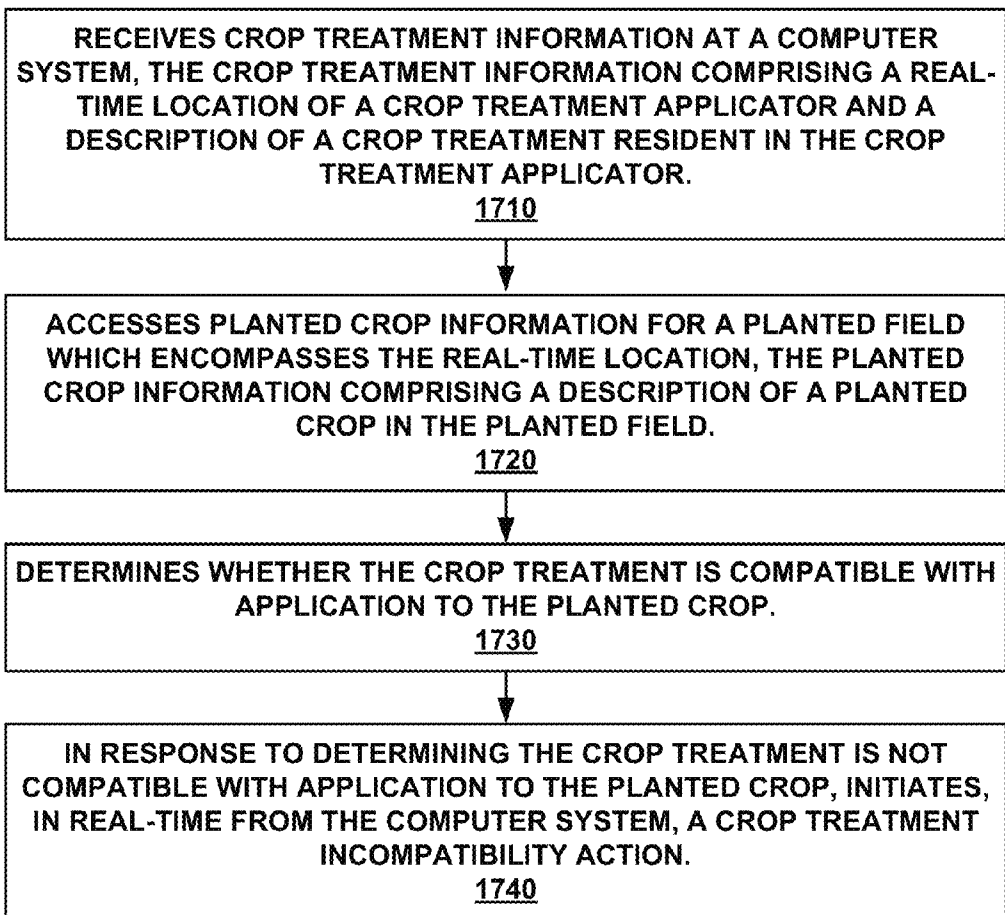 RECEIVES CROP TREATMENT INFORMATION AT A COMPUTER
SYSTEM, THE CROP TREATMENT INFORMATION COMPRISING A REAL-
TIME LOCATION OF A CROP TREATMENT APPLICATOR AND A
DESCRIPTION OF A CROP TREATMENT RESIDENT IN THE CROP
TREATMENT APPLICATOR.
1710
ACCESSES PLANTED CROP INFORMATION FOR A PLANTED FIELD
WHICH ENCOMPASSES THE REAL-TIME LOCATION, THE PLANTED
CROP INFORMATION COMPRISING A DESCRIPTION OF A PLANTED
CROP IN THE PLANTED FIELD.
1720
DETERMINES WHETHER THE CROP TREATMENT IS COMPATIBLE WITH
APPLICATION TO THE PLANTED CROP.
1730
IN RESPONSE TO DETERMINING THE CROP TREATMENT IS NOT
COMPATIBLE WITH APPLICATION TO THE PLANTED CROP, INITIATES,
IN REAL-TIME FROM THE COMPUTER SYSTEM, A CROP TREATMENT
INCOMPATIBILITY ACTION.
1740